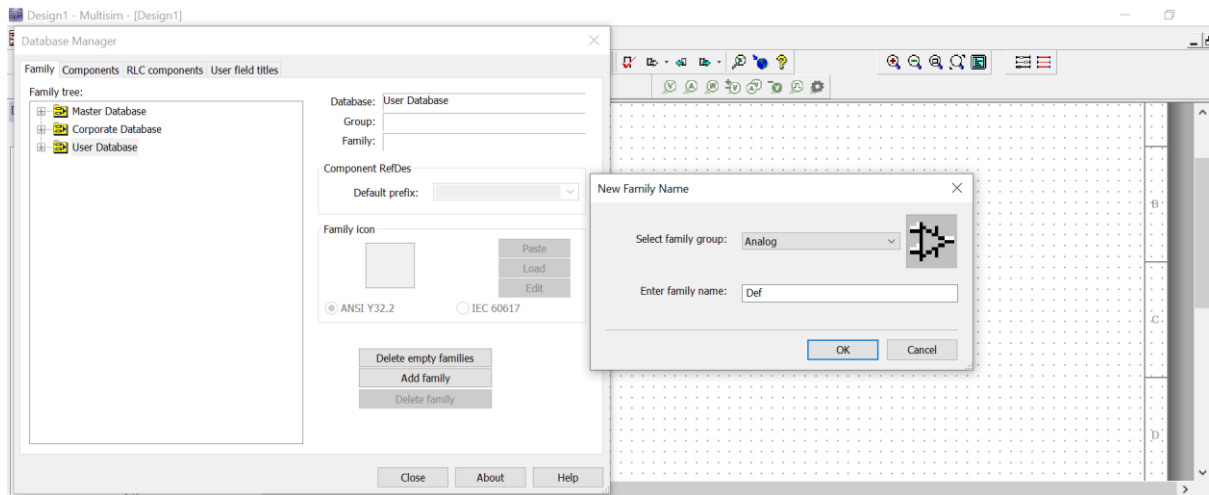 Design1 - Multisim - [Design1]
Database Manager
Family Components RLC components User field titles
Family tree:
Master Database
Corporate Database
User Database
Database: User Database
Group:
Family:
Component RefDes
Default prefix:
Family icon
Paste
Load
Edit
ANSI Y32.2 IEC 60617
Delete empty families
Add family
Delete family
Close About Help
New Family Name
Select family group: Analog
Enter family name: Def
OK Cancel
B
C
D